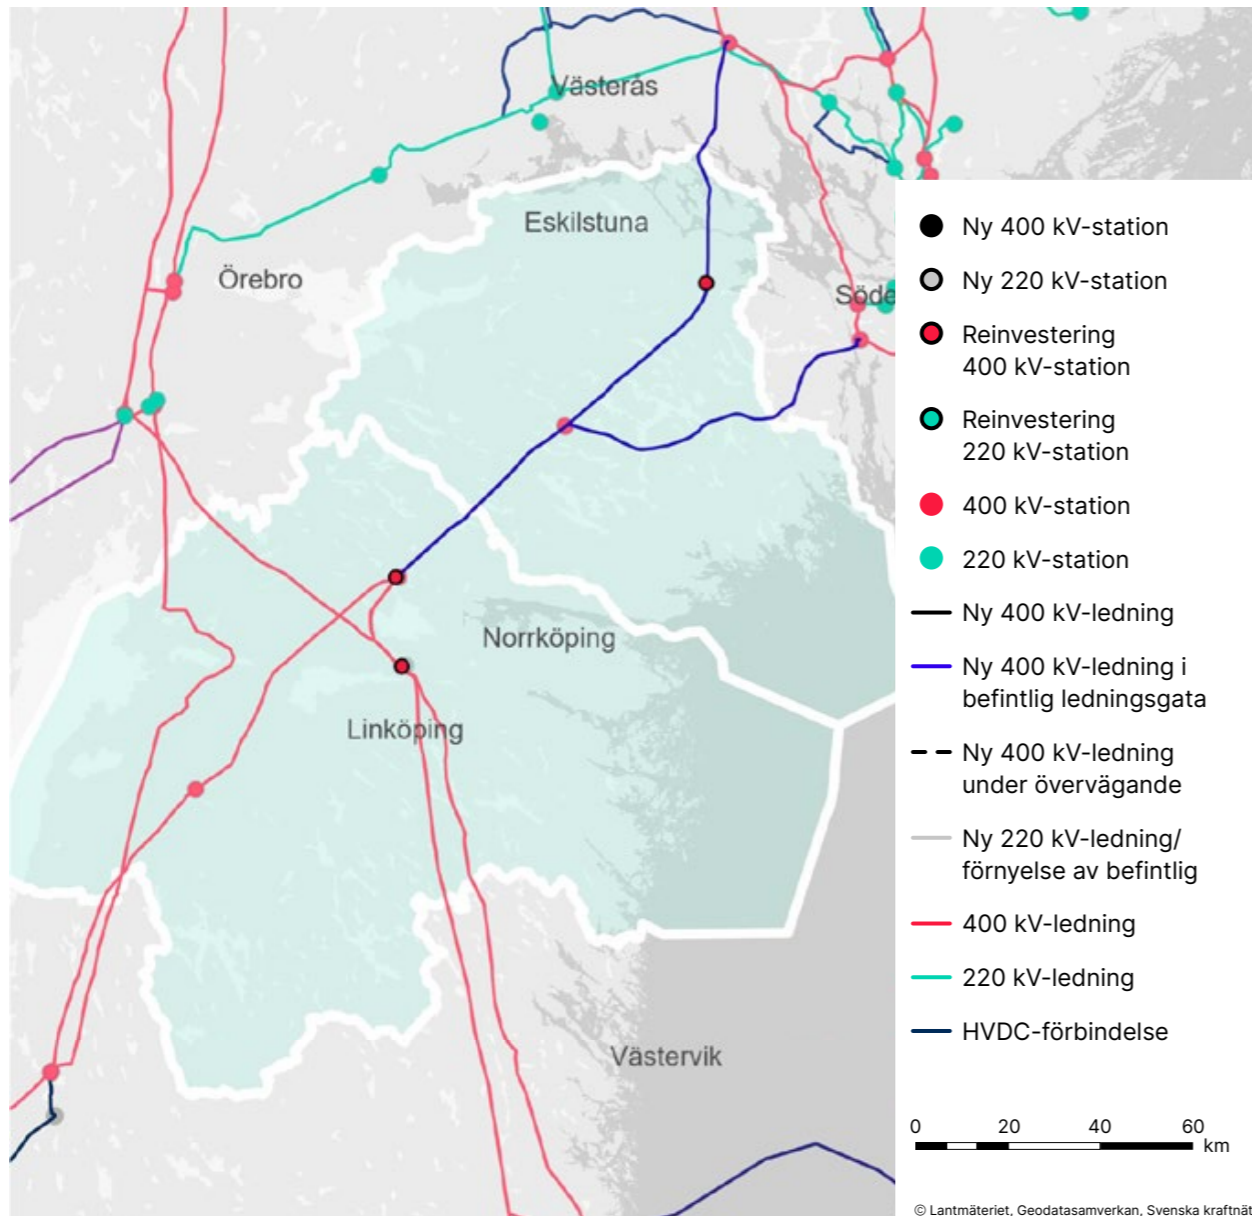 Västerås
Eskilstuna
Örebro
Söde
Norrköping
Linköping
Västervik
Ny 400 kV-station
Ny 220 kV-station
Reinvestering
400 kV-station
Reinvestering
220 kV-station
400 kV-station
220 kV-station
Ny 400 kV-ledning
Ny 400 kV-ledning i
befintlig ledningsgata
Ny 400 kV-ledning
under övervägande
Ny 220 kV-ledning/
förnyelse av befintlig
400 kV-ledning
220 kV-ledning
HVDC-förbindelse
0 20 40 60
km
© Lantmäteriet, Geodatasamverkan, Svenska kraftnät